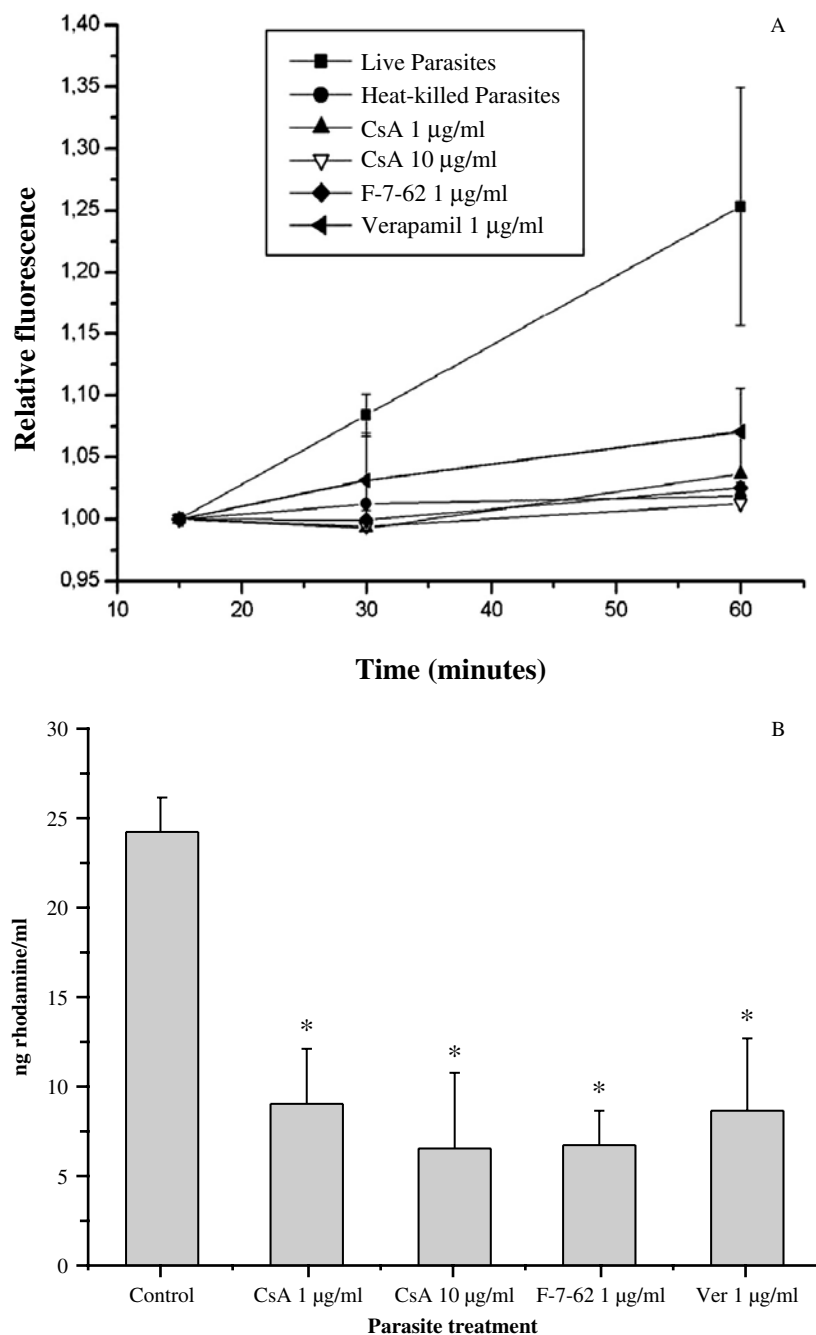 A
1,40
1,35
1,30
1,25
1,20
1,15
1,10
1,05
1,00
0,95
Relative fluorescence
Live Parasites
Heat-killed Parasites
CsA 1 μg/ml
CsA 10 μg/ml
F-7-62 1 μg/ml
Verapamil 1 μg/ml
10 20 30 40 50 60
Time (minutes)
B
30
25
20
15
10
5
0
ng rhodamine/ml
* * * *
Control CsA 1 μg/ml CsA 10 μg/ml F-7-62 1 μg/ml Ver 1 μg/ml
Parasite treatment